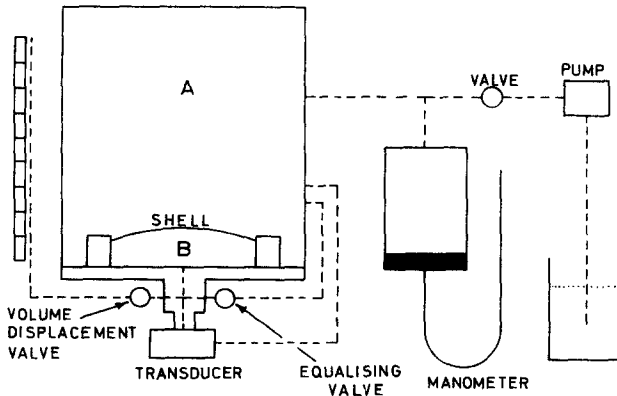 A
VALVE
PUMP
SHELL
B
VOLUME
DISPLACEMENT
VALVE
TRANSDUCER
EQUALISING
VALVE
MANOMETER